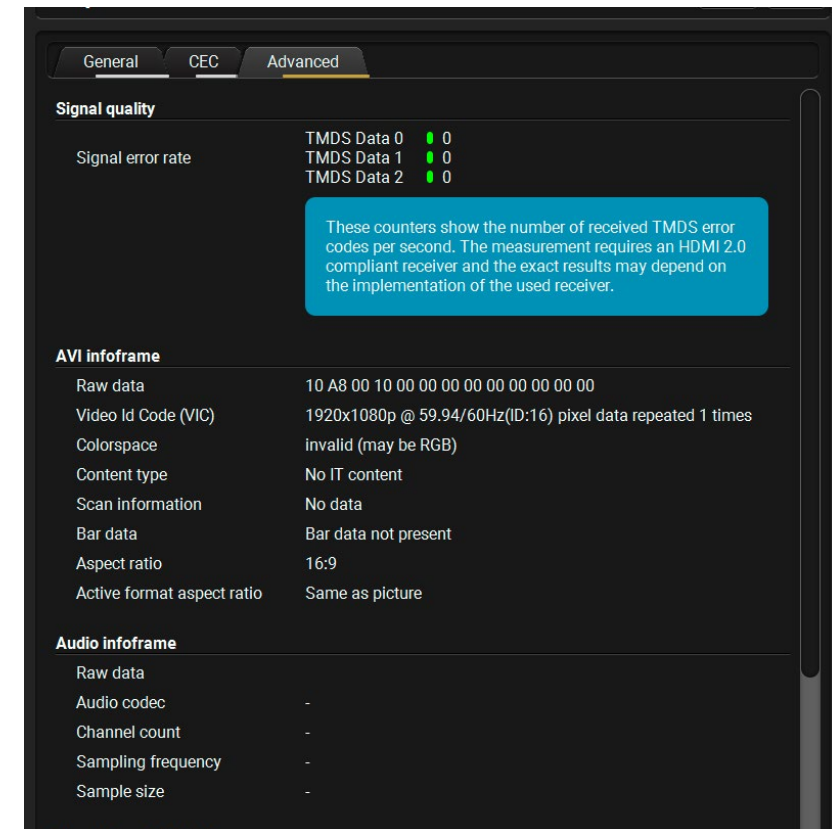 General CEC Advanced
Signal quality
Signal error rate
TMDS Data 0 0
TMDS Data 1 0
TMDS Data 2 0
These counters show the number of received TMDS error
codes per second. The measurement requires an HDMI 2.0
compliant receiver and the exact results may depend on
the implementation of the used receiver.
AVI infoframe
Raw data 10 A8 00 10 00 00 00 00 00 00 00 00 00
Video Id Code (VIC) 1920x1080p @ 59.94/60Hz(ID:16) pixel data repeated 1 times
Colorspace invalid (may be RGB)
Content type No IT content
Scan information No data
Bar data Bar data not present
Aspect ratio 16:9
Active format aspect ratio Same as picture
Audio infoframe
Raw data
Audio codec -
Channel count -
Sampling frequency -
Sample size -